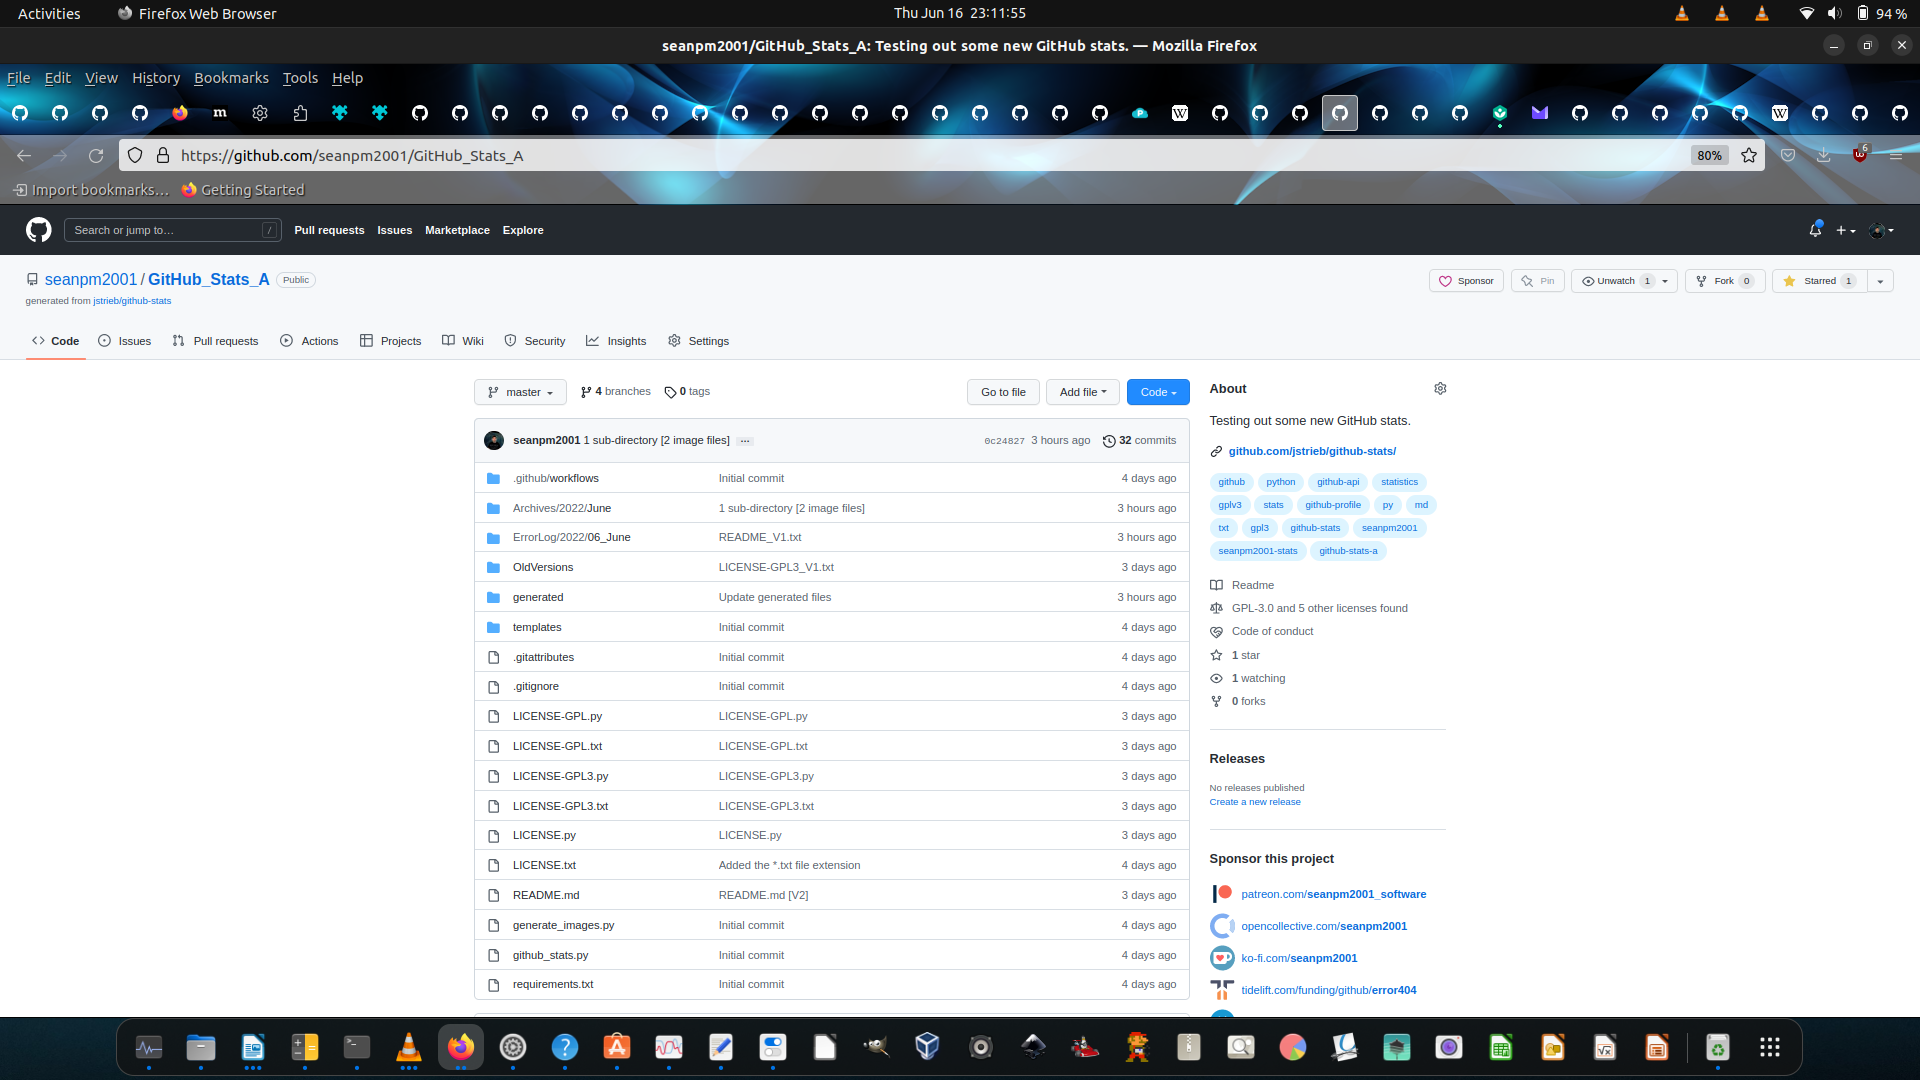 Activities Firefox Web Browser Thu Jun 16 23:11:55 94 %
seanpm2001/GitHub_Stats_A: Testing out some new GitHub stats. — Mozilla Firefox
File Edit View History Bookmarks Tools Help
https://github.com/seanpm2001/GitHub_Stats_A 80% 6
Import bookmarks… Getting Started
Search or jump to… / Pull requests Issues Marketplace Explore
seanpm2001 / GitHub_Stats_A Public Sponsor Pin Unwatch 1 Fork 0 Starred 1
generated from jstrieb/github-stats
Code Issues Pull requests Actions Projects Wiki Security Insights Settings
master 4 branches 0 tags Go to file Add file Code
seanpm2001 1 sub-directory [2 image files] ... 0c24827 3 hours ago 32 commits
.github/workflows Initial commit 4 days ago
Archives/2022/June 1 sub-directory [2 image files] 3 hours ago
ErrorLog/2022/06_June README_V1.txt 3 hours ago
OldVersions LICENSE-GPL3_V1.txt 3 days ago
generated Update generated files 3 hours ago
templates Initial commit 4 days ago
.gitattributes Initial commit 4 days ago
.gitignore Initial commit 4 days ago
LICENSE-GPL.py LICENSE-GPL.py 3 days ago
LICENSE-GPL.txt LICENSE-GPL.txt 3 days ago
LICENSE-GPL3.py LICENSE-GPL3.py 3 days ago
LICENSE-GPL3.txt LICENSE-GPL3.txt 3 days ago
LICENSE.py LICENSE.py 3 days ago
LICENSE.txt Added the *.txt file extension 4 days ago
README.md README.md [V2] 3 days ago
generate_images.py Initial commit 4 days ago
github_stats.py Initial commit 4 days ago
requirements.txt Initial commit 4 days ago
About
Testing out some new GitHub stats.
github.com/jstrieb/github-stats/
github python github-api statistics
gplv3 stats github-profile py md
txt gpl3 github-stats seanpm2001
seanpm2001-stats github-stats-a
Readme
GPL-3.0 and 5 other licenses found
Code of conduct
1 star
1 watching
0 forks
Releases
No releases published
Create a new release
Sponsor this project
patreon.com/seanpm2001_software
opencollective.com/seanpm2001
ko-fi.com/seanpm2001
tidelift.com/funding/github/error404